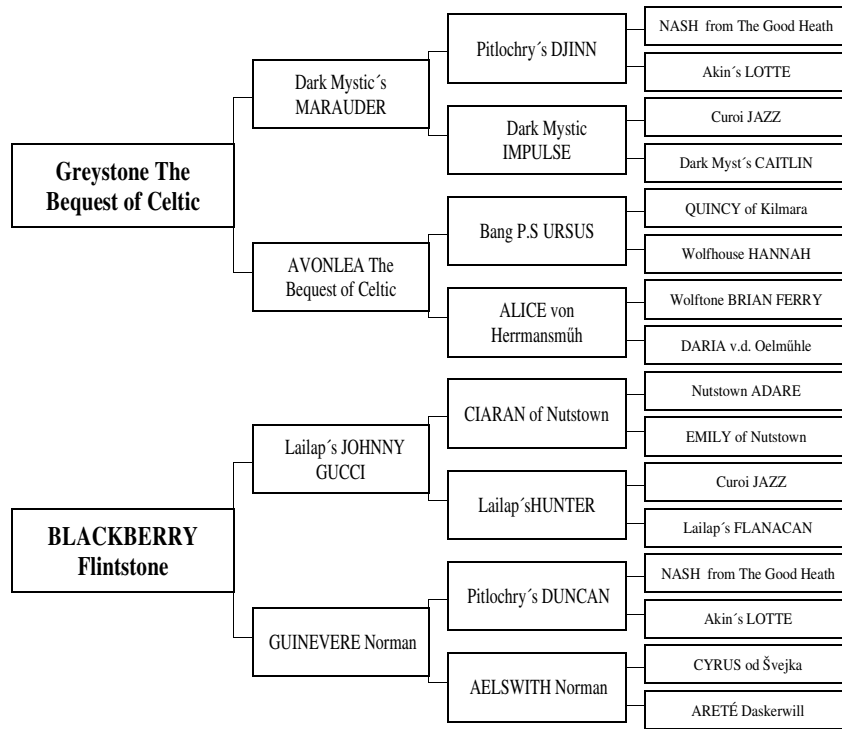 Greystone The
Bequest of Celtic
Dark Mystic´s
MARAUDER
Pitlochry´s DJINN
NASH from The Good Heath
Akin´s LOTTE
Dark Mystic
IMPULSE
Curoi JAZZ
Dark Myst´s CAITLIN
AVONLEA The
Bequest of Celtic
Bang P.S URSUS
QUINCY of Kilmara
Wolfhouse HANNAH
ALICE von
Herrmansműh
Wolftone BRIAN FERRY
DARIA v.d. Oelműhle
BLACKBERRY
Flintstone
Lailap´s JOHNNY
GUCCI
CIARAN of Nutstown
Nutstown ADARE
EMILY of Nutstown
Lailap´sHUNTER
Curoi JAZZ
Lailap´s FLANACAN
GUINEVERE Norman
Pitlochry´s DUNCAN
NASH from The Good Heath
Akin´s LOTTE
AELSWITH Norman
CYRUS od Švejka
ARETÉ Daskerwill